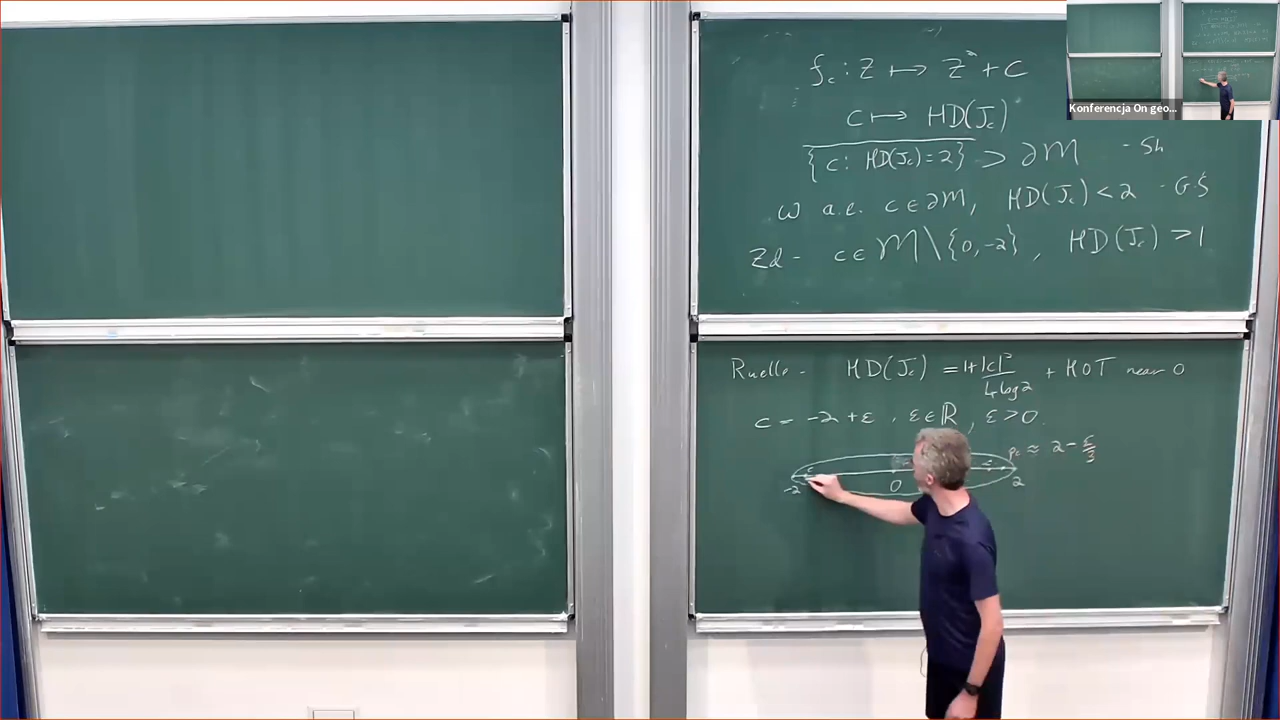 f_c : z ↦ z² + c
c ↦ HD(J_c)
{c : HD(J_c) = 2} ⊃ ∂M - Sh
ω a.e. c ∈ ∂M, HD(J_c) < 2 - G.Ś
Zd - c ∈ M \ {0, -2}, HD(J_c) > 1
Ruelle - HD(J_c) = 1 + |c|² / 4 log 2 + HOT near 0
c = -2 + ε, ε ∈ ℝ, ε > 0.
≈ 2 - ε/3
-2 0 2
Konferencja On geo...